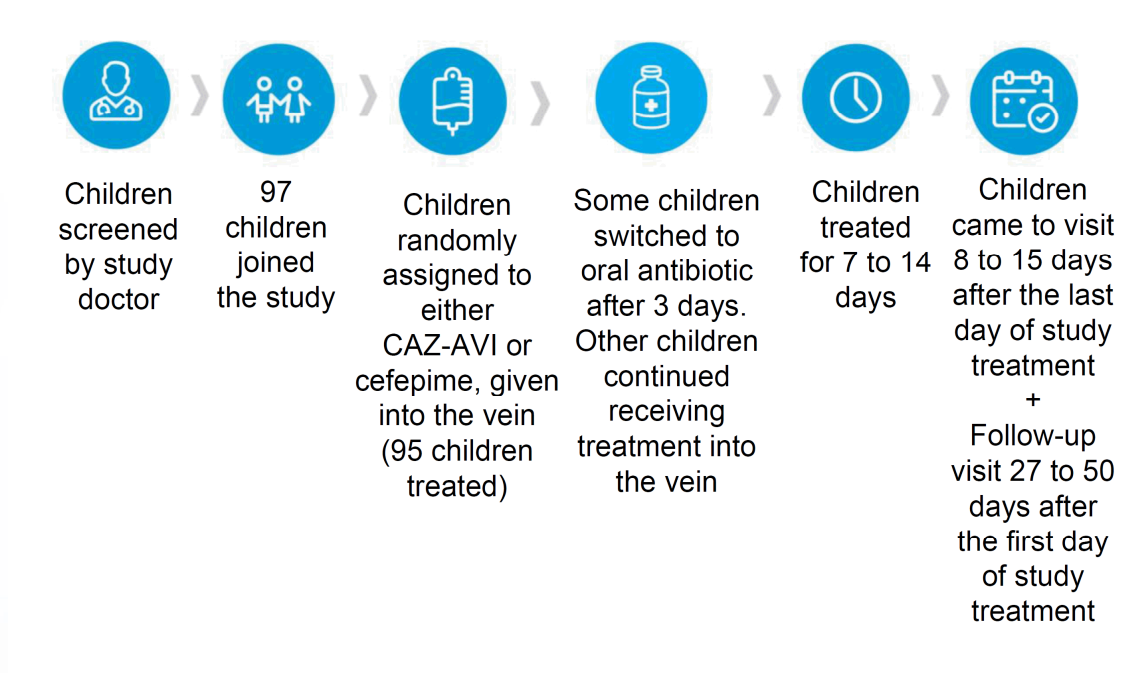 Children
screened
by study
doctor
97
children
joined
the study
Children
randomly
assigned to
either
CAZ-AVI or
cefepime, given
into the vein
(95 children
treated)
Some children
switched to
oral antibiotic
after 3 days.
Other children
continued
receiving
treatment into
the vein
Children
treated
for 7 to 14
days
Children
came to visit
8 to 15 days
after the last
day of study
treatment
+
Follow-up
visit 27 to 50
days after
the first day
of study
treatment